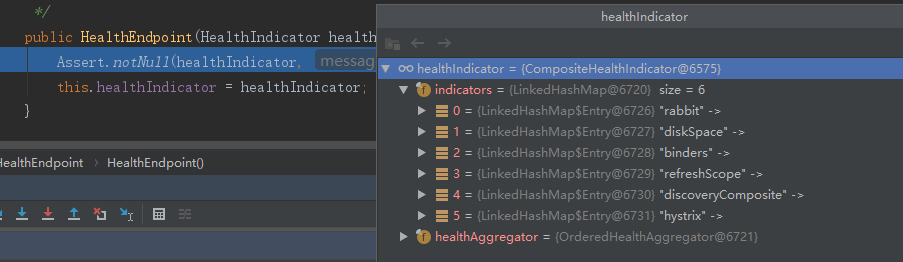 */
public HealthEndpoint(HealthIndicator health
Assert.notNull(healthIndicator, messag
this.healthIndicator = healthIndicator;
}
HealthEndpoint › HealthEndpoint()
healthIndicator
healthIndicator = {CompositeHealthIndicator@6575}
indicators = {LinkedHashMap@6720} size = 6
0 = {LinkedHashMap$Entry@6726} "rabbit" ->
1 = {LinkedHashMap$Entry@6727} "diskSpace" ->
2 = {LinkedHashMap$Entry@6728} "binders" ->
3 = {LinkedHashMap$Entry@6729} "refreshScope" ->
4 = {LinkedHashMap$Entry@6730} "discoveryComposite" ->
5 = {LinkedHashMap$Entry@6731} "hystrix" ->
healthAggregator = {OrderedHealthAggregator@6721}